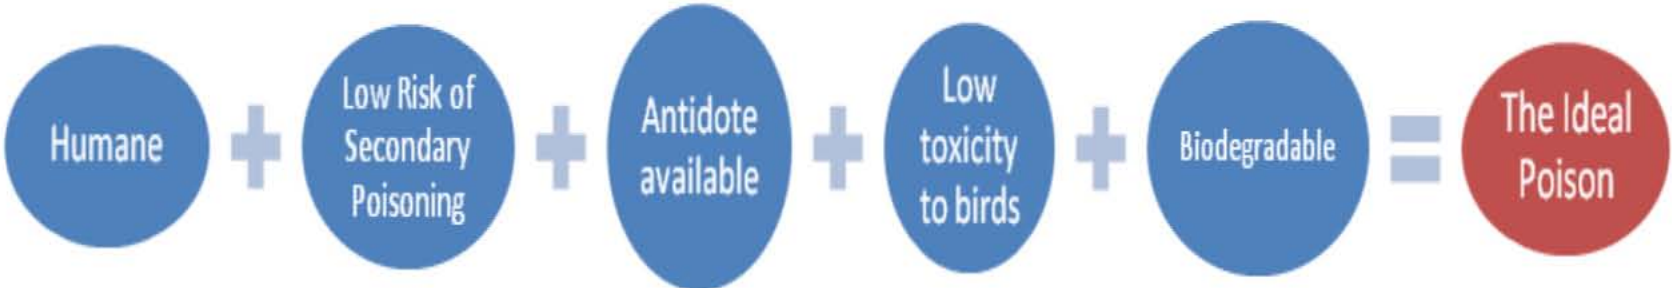 Humane
Low Risk of
Secondary
Poisoning
Antidote
available
Low
toxicity
to birds
Biodegradable
The Ideal
Poison